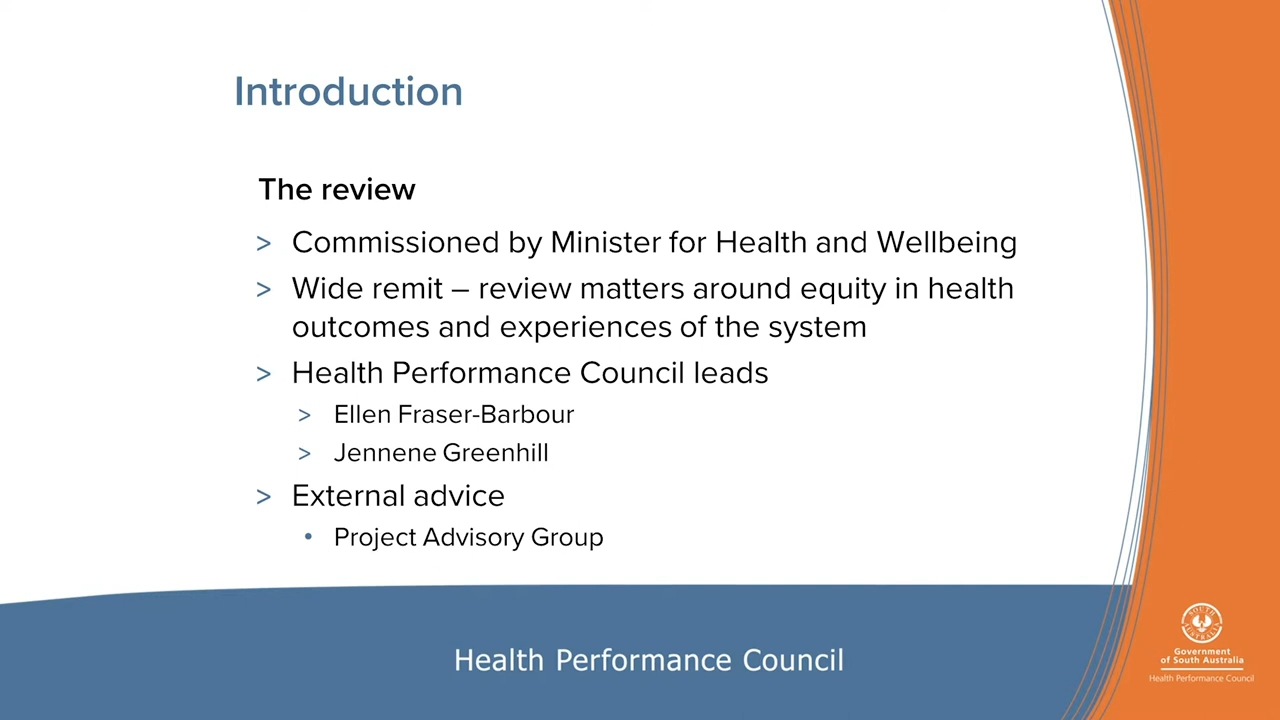 Introduction
The review
> Commissioned by Minister for Health and Wellbeing
> Wide remit – review matters around equity in health
outcomes and experiences of the system
> Health Performance Council leads
> Ellen Fraser-Barbour
> Jennene Greenhill
> External advice
• Project Advisory Group
Health Performance Council
SOUTH
AUSTRALIA
Government
of South Australia
Health Performance Council